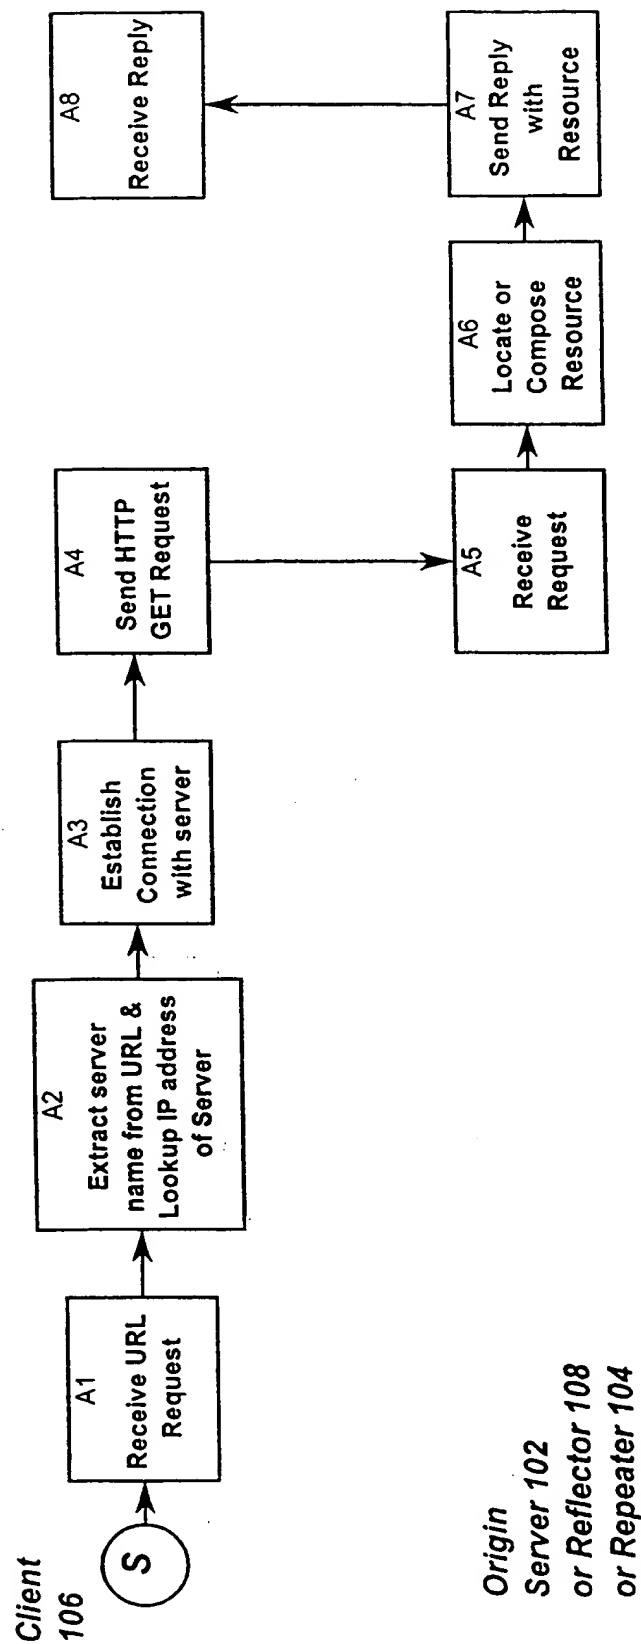 Client
106
S
A1
Receive URL
Request
A2
Extract server
name from URL &
Lookup IP address
of Server
A3
Establish
Connection
with server
A4
Send HTTP
GET Request
A5
Receive
Request
A6
Locate or
Compose
Resource
A7
Send Reply
with
Resource
A8
Receive Reply
Origin
Server 102
or Reflector 108
or Repeater 104